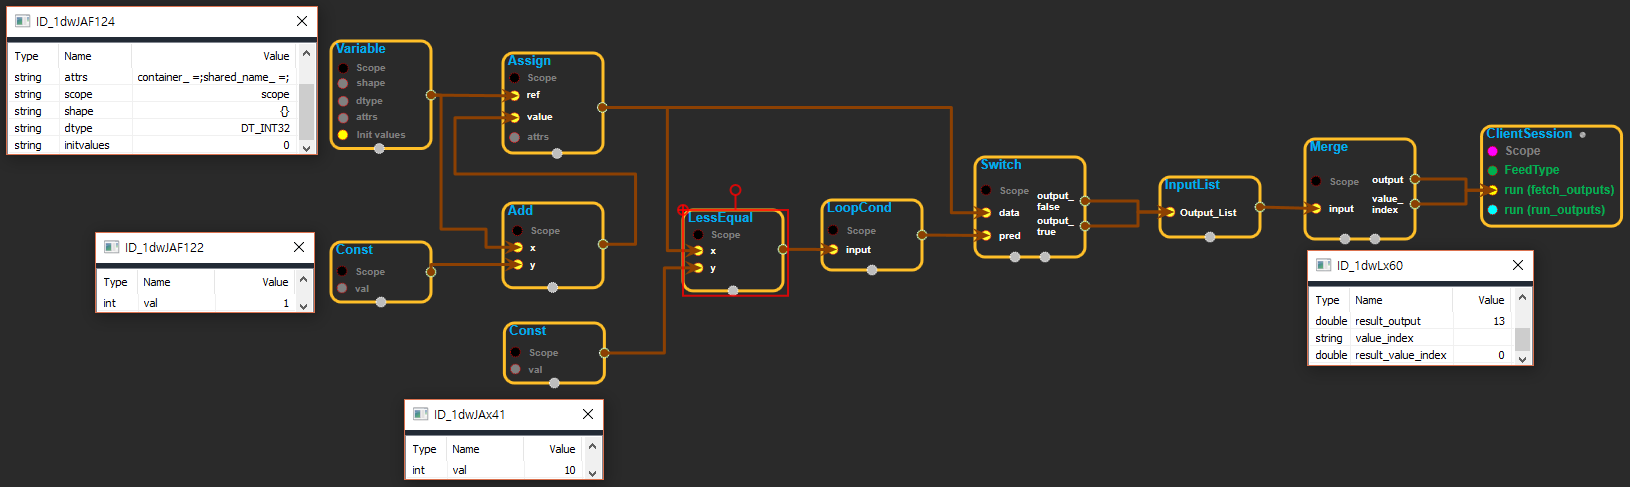 ID_1dwJAF124
Type Name Value
string attrs container_ =;shared_name_ =;
string scope scope
string shape {}
string dtype DT_INT32
string initvalues 0
Variable
Scope
shape
dtype
attrs
Init values
Assign
Scope
ref
value
attrs
ID_1dwJAF122
Type Name Value
int val 1
Const
Scope
val
Add
Scope
x
y
Const
Scope
val
ID_1dwJAx41
Type Name Value
int val 10
LessEqual
Scope
x
y
LoopCond
Scope
input
Switch
Scope
data
pred
output_
false
output_
true
InputList
Output_List
Merge
Scope
input
output
value_
index
ClientSession
Scope
FeedType
run (fetch_outputs)
run (run_outputs)
ID_1dwLx60
Type Name Value
double result_output 13
string value_index
double result_value_index 0